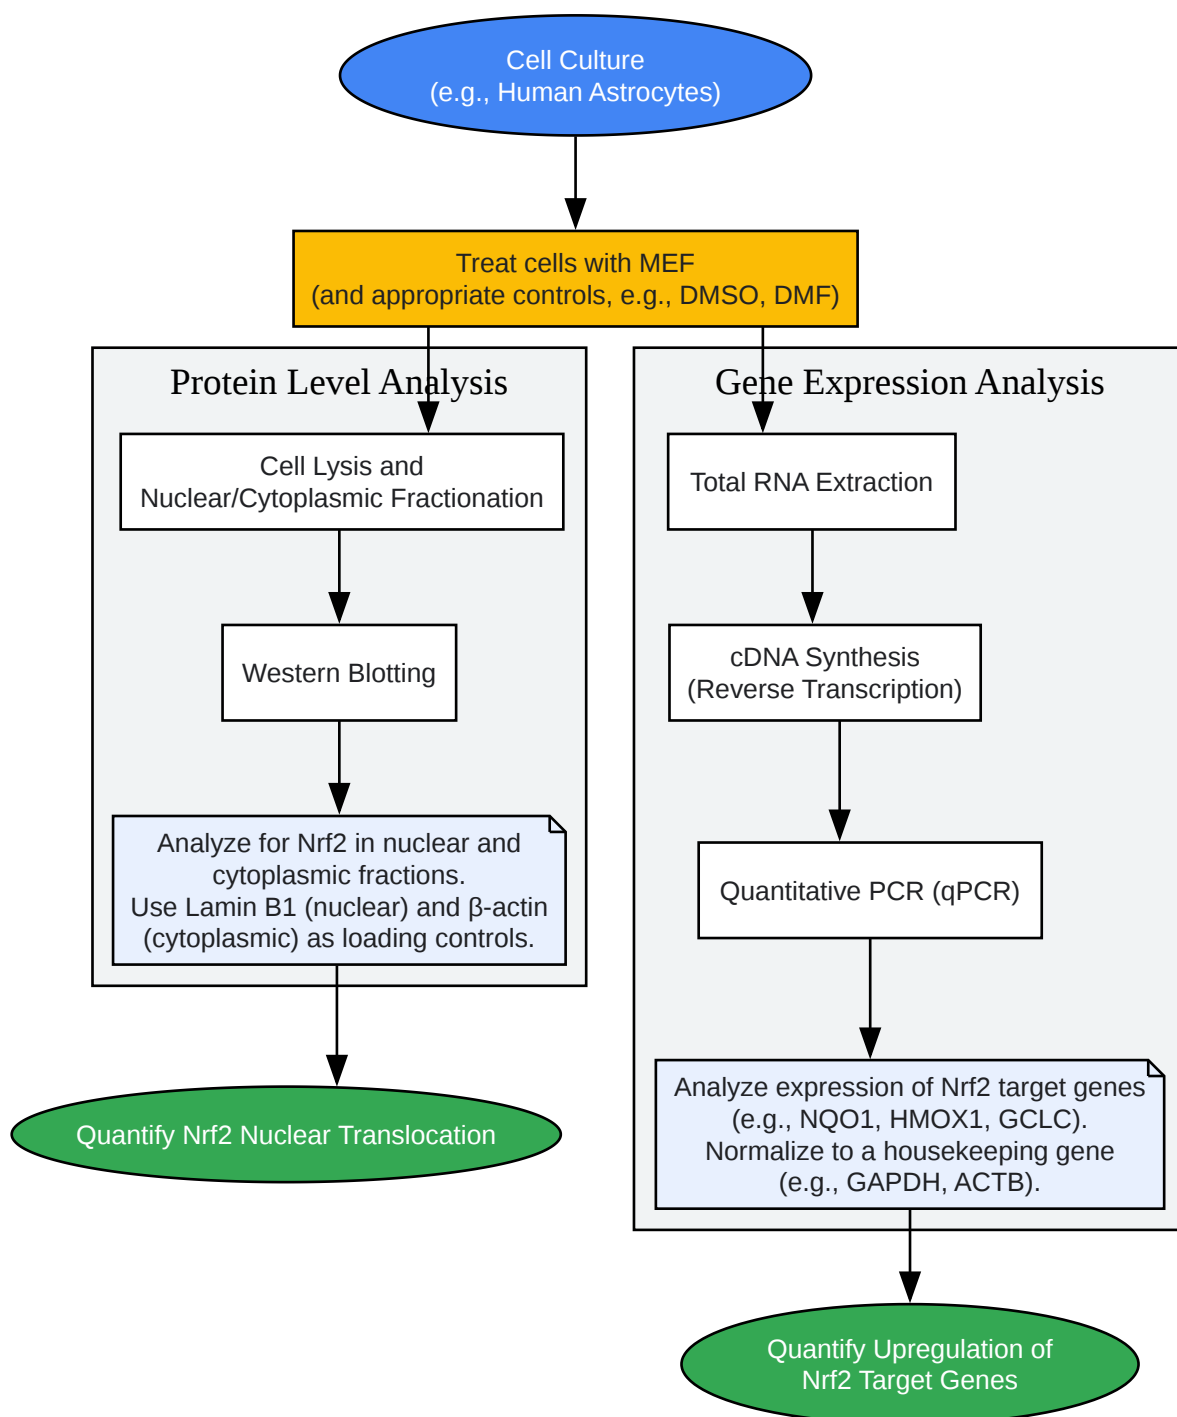 Cell Culture
(e.g., Human Astrocytes)
Treat cells with MEF
(and appropriate controls, e.g., DMSO, DMF)
Protein Level Analysis
Cell Lysis and
Nuclear/Cytoplasmic Fractionation
Western Blotting
Analyze for Nrf2 in nuclear and
cytoplasmic fractions.
Use Lamin B1 (nuclear) and β-actin
(cytoplasmic) as loading controls.
Quantify Nrf2 Nuclear Translocation
Gene Expression Analysis
Total RNA Extraction
cDNA Synthesis
(Reverse Transcription)
Quantitative PCR (qPCR)
Analyze expression of Nrf2 target genes
(e.g., NQO1, HMOX1, GCLC).
Normalize to a housekeeping gene
(e.g., GAPDH, ACTB).
Quantify Upregulation of
Nrf2 Target Genes